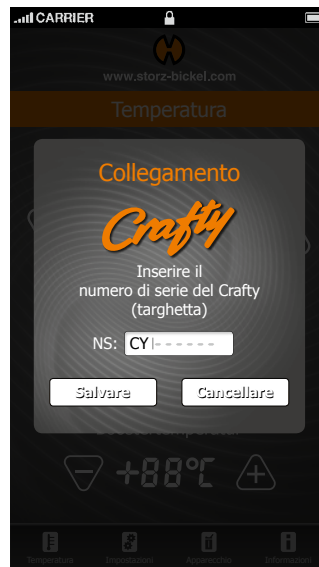 CARRIER
www.storz-bickel.com
Temperatura
Collegamento
Crafty
Inserire il
numero di serie del Crafty
(targhetta)
NS: CY
Salvare Cancellare
+88°C
Temperatura Impostazioni Apparecchio Informazioni